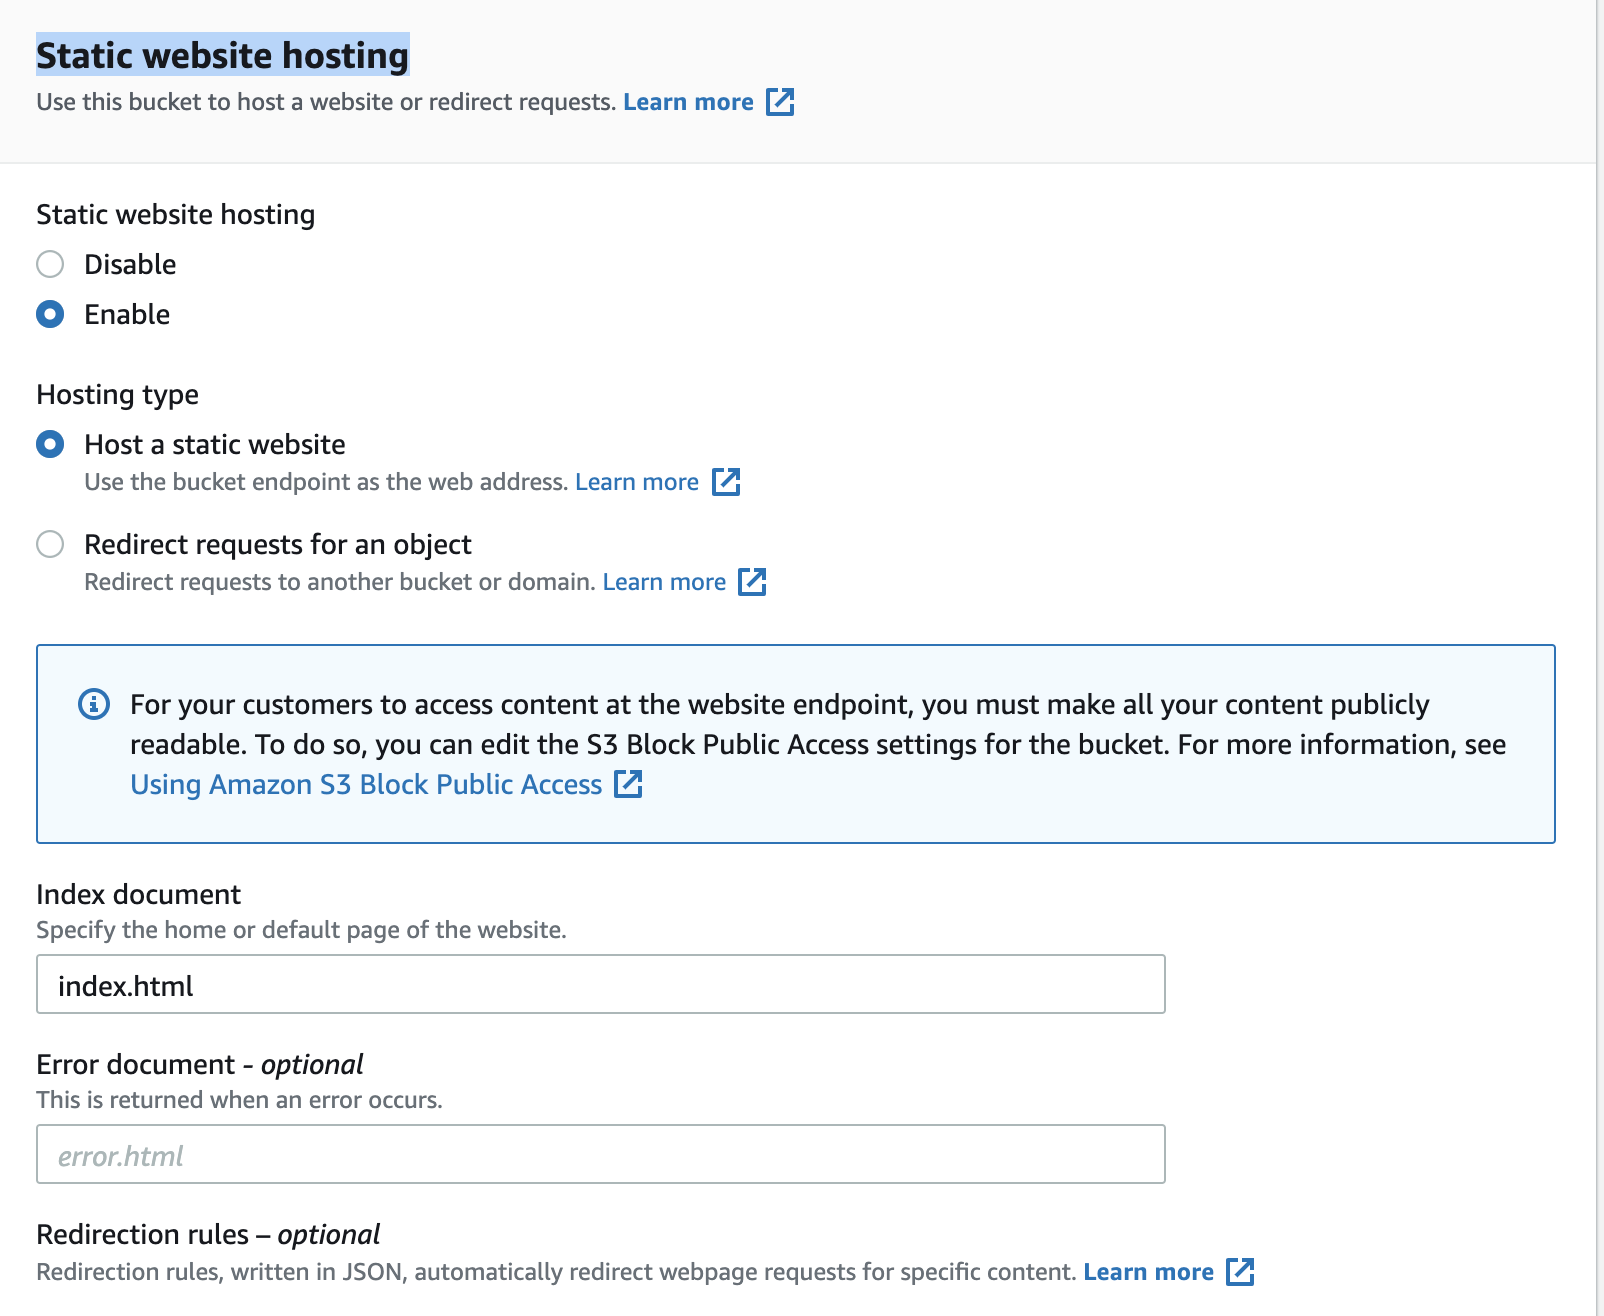 Static website hosting
Use this bucket to host a website or redirect requests. Learn more
Static website hosting
Disable
Enable
Hosting type
Host a static website
Use the bucket endpoint as the web address. Learn more
Redirect requests for an object
Redirect requests to another bucket or domain. Learn more
For your customers to access content at the website endpoint, you must make all your content publicly
readable. To do so, you can edit the S3 Block Public Access settings for the bucket. For more information, see
Using Amazon S3 Block Public Access
Index document
Specify the home or default page of the website.
index.html
Error document - optional
This is returned when an error occurs.
error.html
Redirection rules – optional
Redirection rules, written in JSON, automatically redirect webpage requests for specific content. Learn more